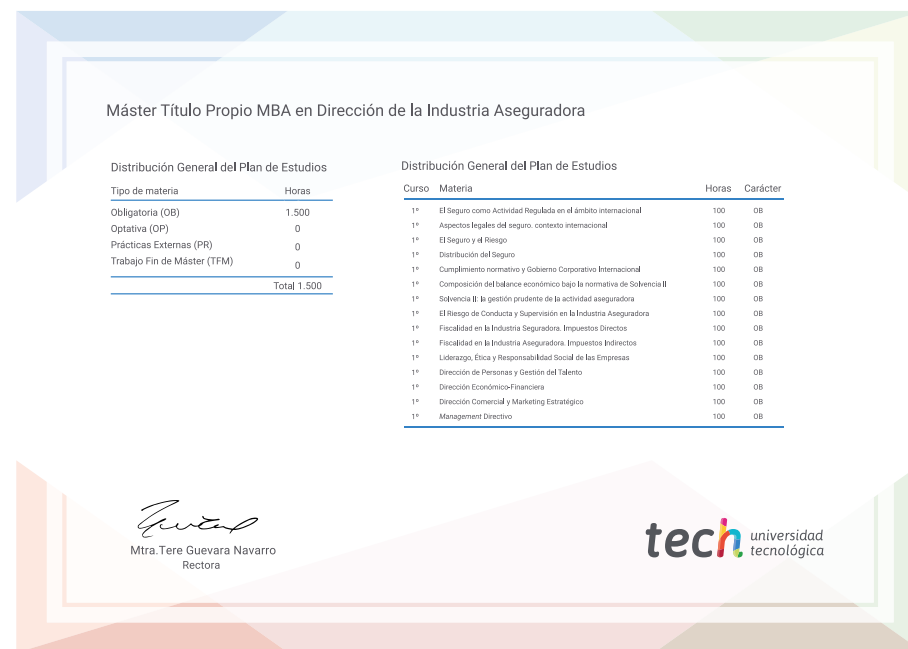 Máster Título Propio MBA en Dirección de la Industria Aseguradora
Distribución General del Plan de Estudios
Tipo de materia Horas
Obligatoria (OB) 1.500
Optativa (OP) 0
Prácticas Externas (PR) 0
Trabajo Fin de Máster (TFM) 0
Total 1.500
Distribución General del Plan de Estudios
Curso Materia Horas Carácter
1º El Seguro como Actividad Regulada en el ámbito internacional 100 OB
1º Aspectos legales del seguro. contexto internacional 100 OB
1º El Seguro y el Riesgo 100 OB
1º Distribución del Seguro 100 OB
1º Cumplimiento normativo y Gobierno Corporativo Internacional 100 OB
1º Composición del balance económico bajo la normativa de Solvencia II 100 OB
1º Solvencia II: la gestión prudente de la actividad aseguradora 100 OB
1º El Riesgo de Conducta y Supervisión en la Industria Aseguradora 100 OB
1º Fiscalidad en la Industria Seguradora. Impuestos Directos 100 OB
1º Fiscalidad en la Industria Aseguradora. Impuestos Indirectos 100 OB
1º Liderazgo, Ética y Responsabilidad Social de las Empresas 100 OB
1º Dirección de Personas y Gestión del Talento 100 OB
1º Dirección Económico-Financiera 100 OB
1º Dirección Comercial y Marketing Estratégico 100 OB
1º Management Directivo 100 OB
Mtra.Tere Guevara Navarro
Rectora
tech universidad
tecnológica